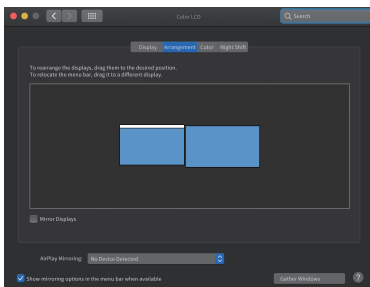 Color LCD
Search
Display Arrangement Color Night Shift
To rearrange the displays, drag them to the desired position.
To relocate the menu bar, drag it to a different display.
Mirror Displays
AirPlay Mirroring: No Device Detected
Show mirroring options in the menu bar when available
Gather Windows ?